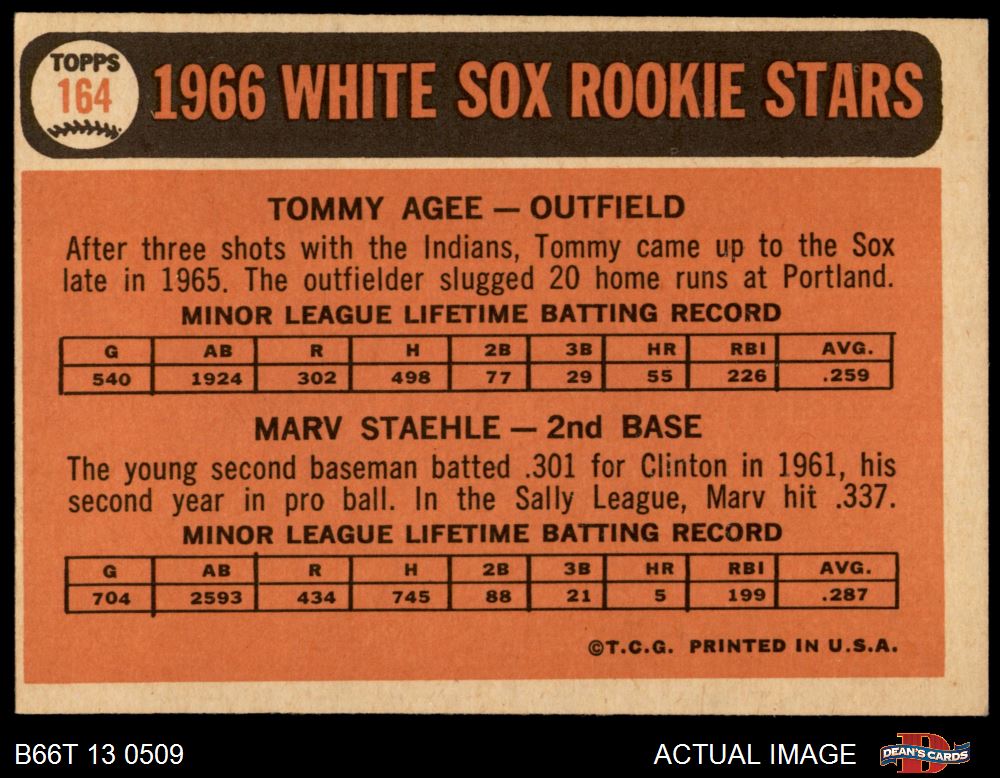 TOPPS
164
1966 WHITE SOX ROOKIE STARS
TOMMY AGEE — OUTFIELD
After three shots with the Indians, Tommy came up to the Sox
late in 1965. The outfielder slugged 20 home runs at Portland.
MINOR LEAGUE LIFETIME BATTING RECORD
G AB R H 2B 3B HR RBI AVG.
540 1924 302 498 77 29 55 226 .259
MARV STAEHLE — 2nd BASE
The young second baseman batted .301 for Clinton in 1961, his
second year in pro ball. In the Sally League, Marv hit .337.
MINOR LEAGUE LIFETIME BATTING RECORD
G AB R H 2B 3B HR RBI AVG.
704 2593 434 745 88 21 5 199 .287
©T.C.G. PRINTED IN U.S.A.
B66T 13 0509
ACTUAL IMAGE
DEAN'S CARDS